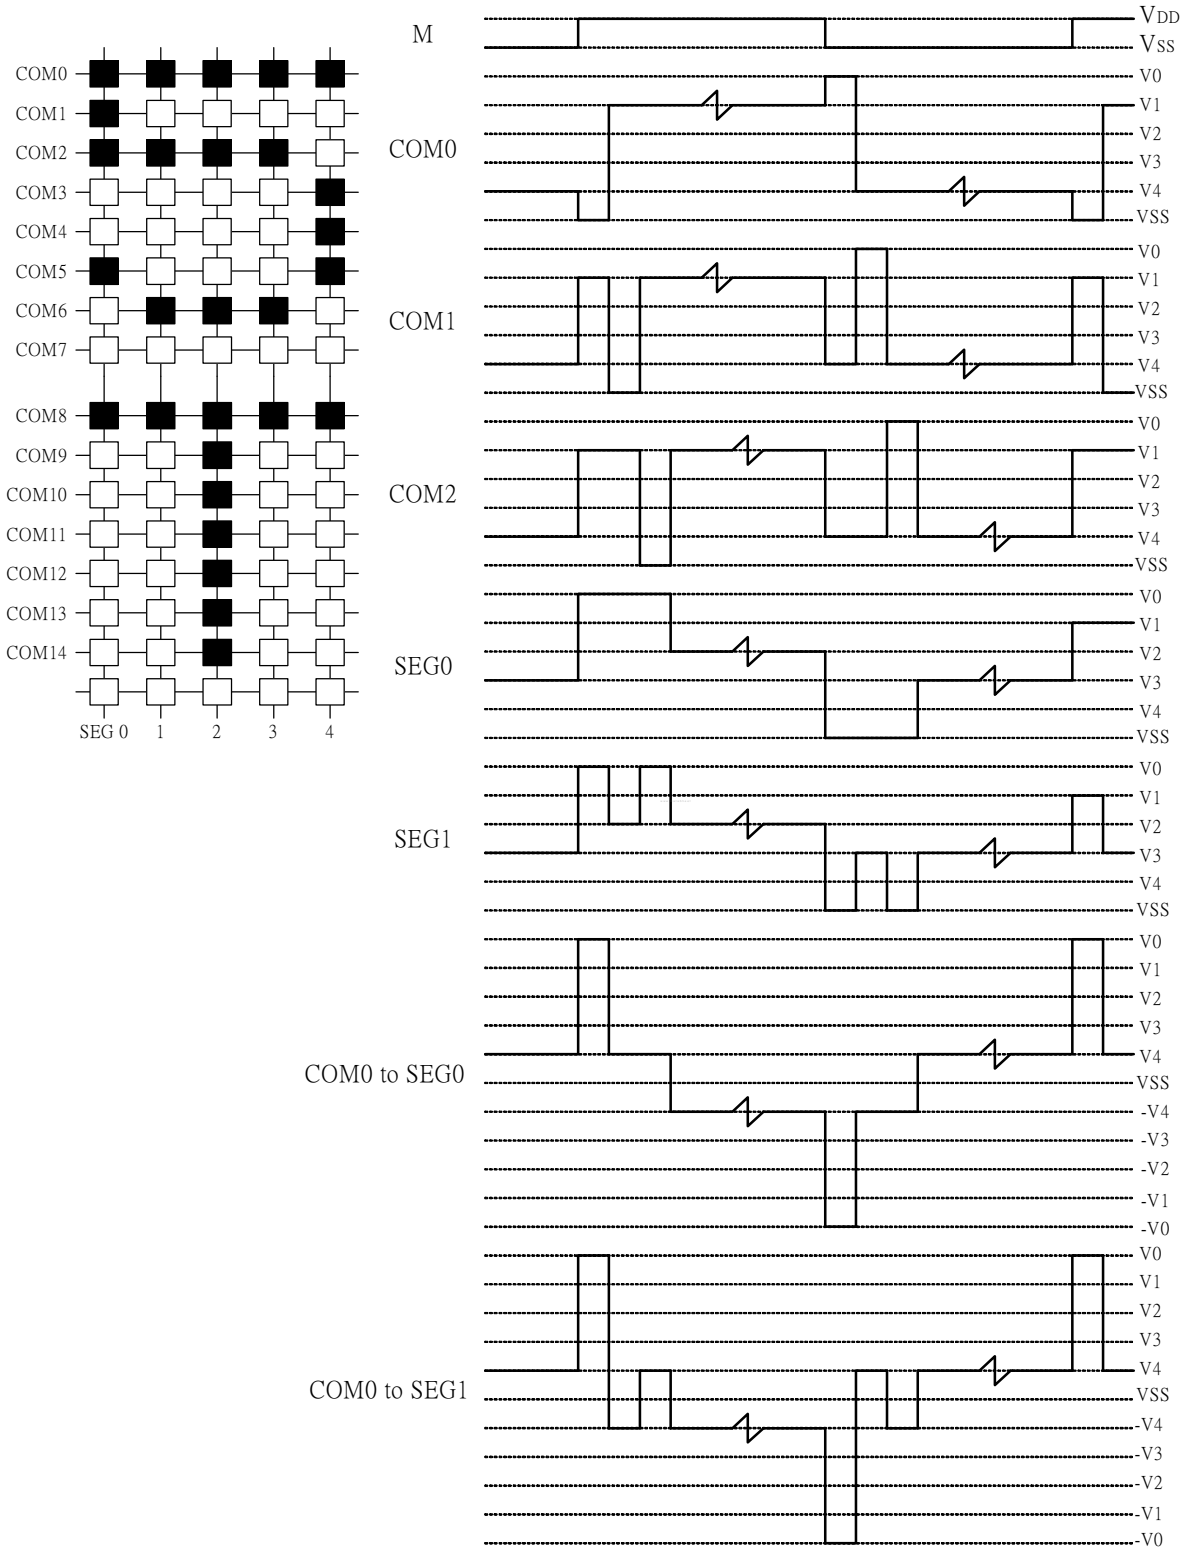 COM0
COM1
COM2
COM3
COM4
COM5
COM6
COM7
COM8
COM9
COM10
COM11
COM12
COM13
COM14
SEG 0 1 2 3 4
M
VDD
VSS
COM0
V0
V1
V2
V3
V4
VSS
COM1
V0
V1
V2
V3
V4
VSS
COM2
V0
V1
V2
V3
V4
VSS
SEG0
V0
V1
V2
V3
V4
VSS
SEG1
V0
V1
V2
V3
V4
VSS
COM0 to SEG0
V0
V1
V2
V3
V4
VSS
-V4
-V3
-V2
-V1
-V0
COM0 to SEG1
V0
V1
V2
V3
V4
VSS
-V4
-V3
-V2
-V1
-V0